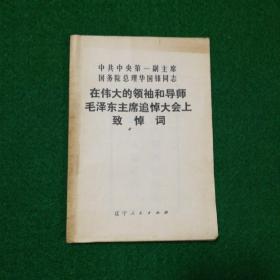 中共中央第一副主席
国务院总理华国锋同志
在伟大的领袖和导师
毛泽东主席追悼大会上
致悼词
辽宁人民出版社